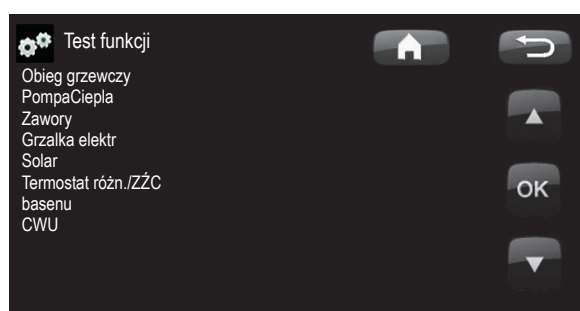 Test funkcji
Obieg grzewczy
PompaCiepla
Zawory
Grzalka elektr
Solar
Termostat różn./ZŹC
basenu
CWU
OK